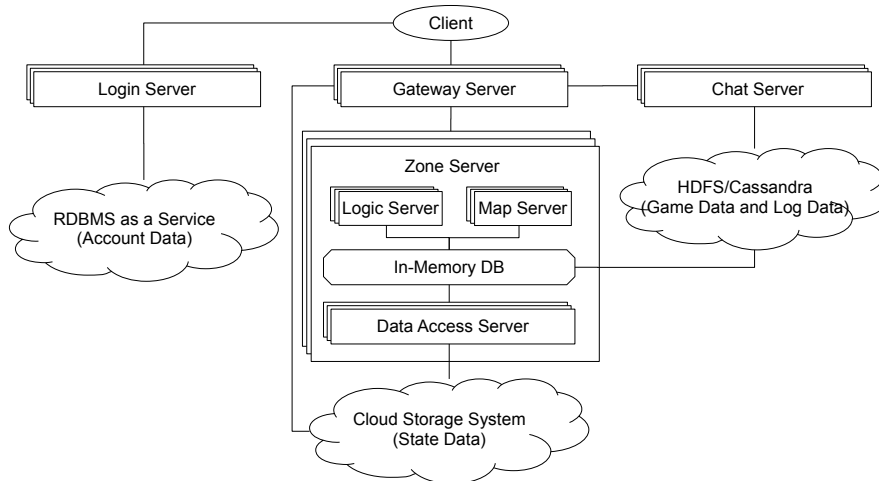 Client
Login Server
Gateway Server
Chat Server
Zone Server
Logic Server
Map Server
RDBMS as a Service
(Account Data)
HDFS/Cassandra
(Game Data and Log Data)
In-Memory DB
Data Access Server
Cloud Storage System
(State Data)